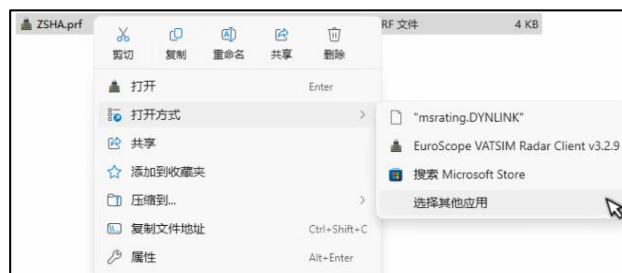 ZSHA.prf RF 文件 4 KB
剪切 复制 重命名 共享 删除
打开 Enter
打开方式
共享
添加到收藏夹
压缩到...
复制文件地址 Ctrl+Shift+C
属性 Alt+Enter
"msrating.DYNLINK"
EuroScope VATSIM Radar Client v3.2.9
搜索 Microsoft Store
选择其他应用